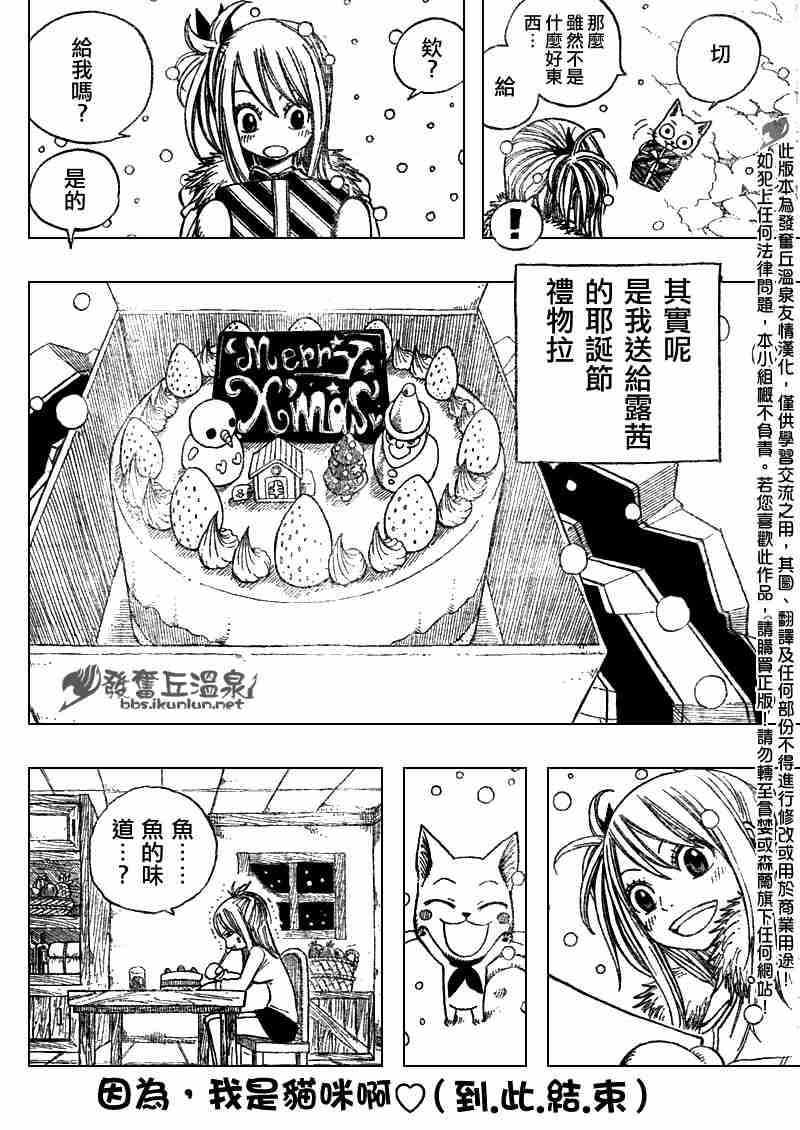 切
那麼
雖然不是
什麼好東
西…
給
!
欸?
給我嗎?
是的
其實呢
是我送給露茜
的耶誕節
禮物拉
Merry
X'mas
發奮丘溫泉
bbs.ikunlun.net
魚……
魚的味
道…?
因為,我是貓咪啊♡(到.此.結.束)
此版本為發奮丘溫泉友情漢化,僅供學習交流之用,其圖、翻譯及任何部份不得進行修改或用於商業用途!
如犯上任何法律問題,本小組概不負責。若您喜歡此作品,請購買正版!請勿轉至貪婪或森蘭旗下任何網站!